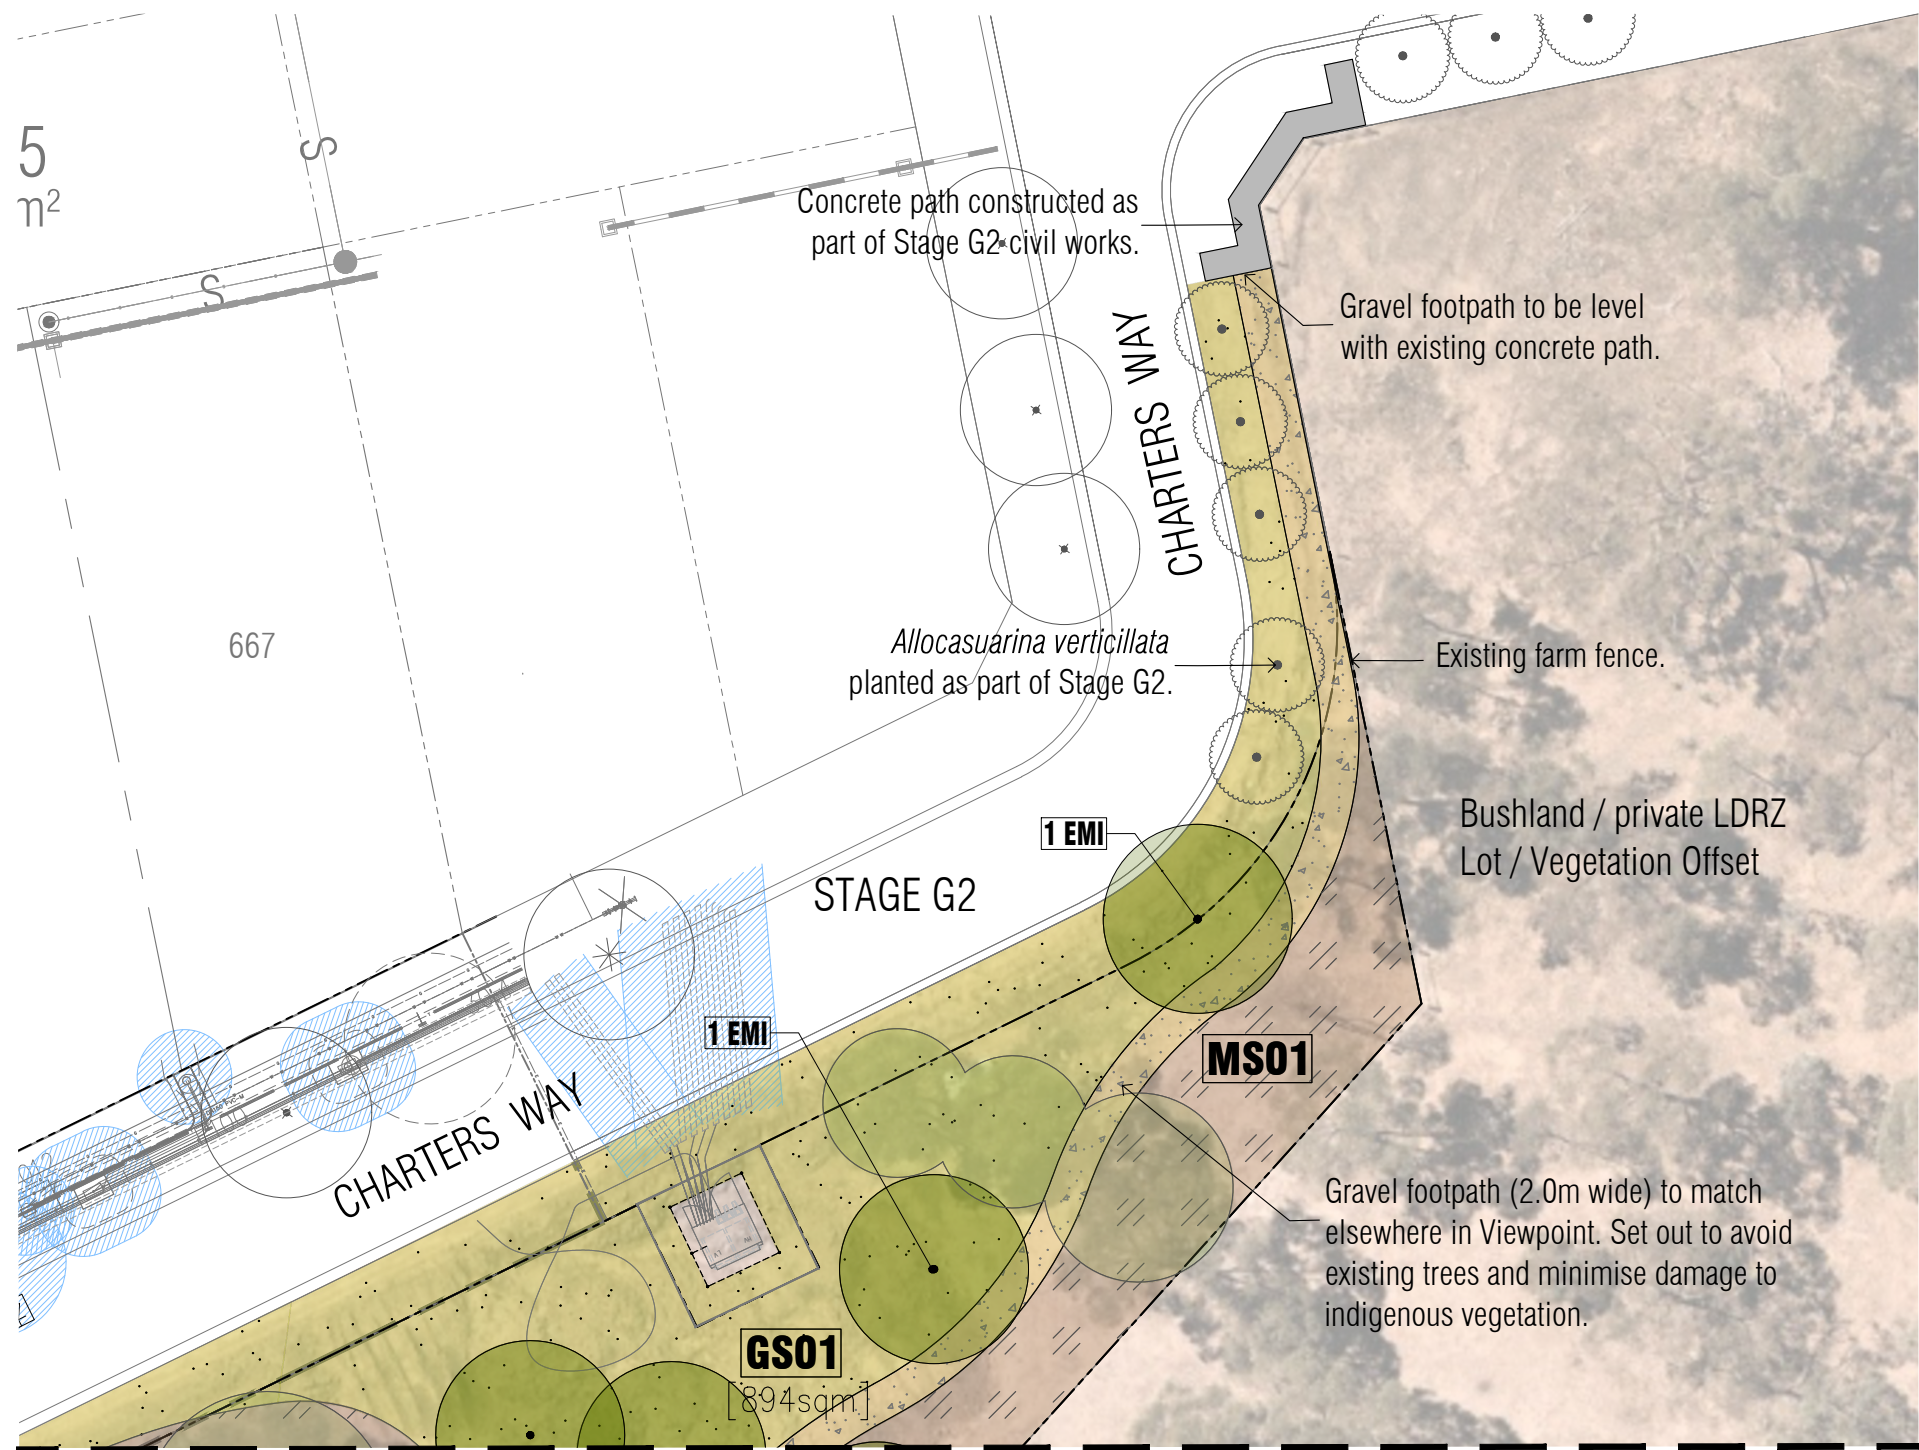 5
m²
S
S
Concrete path constructed as
part of Stage G2 civil works.
Gravel footpath to be level
with existing concrete path.
CHARTERS WAY
667
Allocasuarina verticillata
planted as part of Stage G2.
Existing farm fence.
1 EMI
Bushland / private LDRZ
Lot / Vegetation Offset
STAGE G2
1 EMI
MS01
CHARTERS WAY
Gravel footpath (2.0m wide) to match
elsewhere in Viewpoint. Set out to avoid
existing trees and minimise damage to
indigenous vegetation.
GS01
[894sqm]